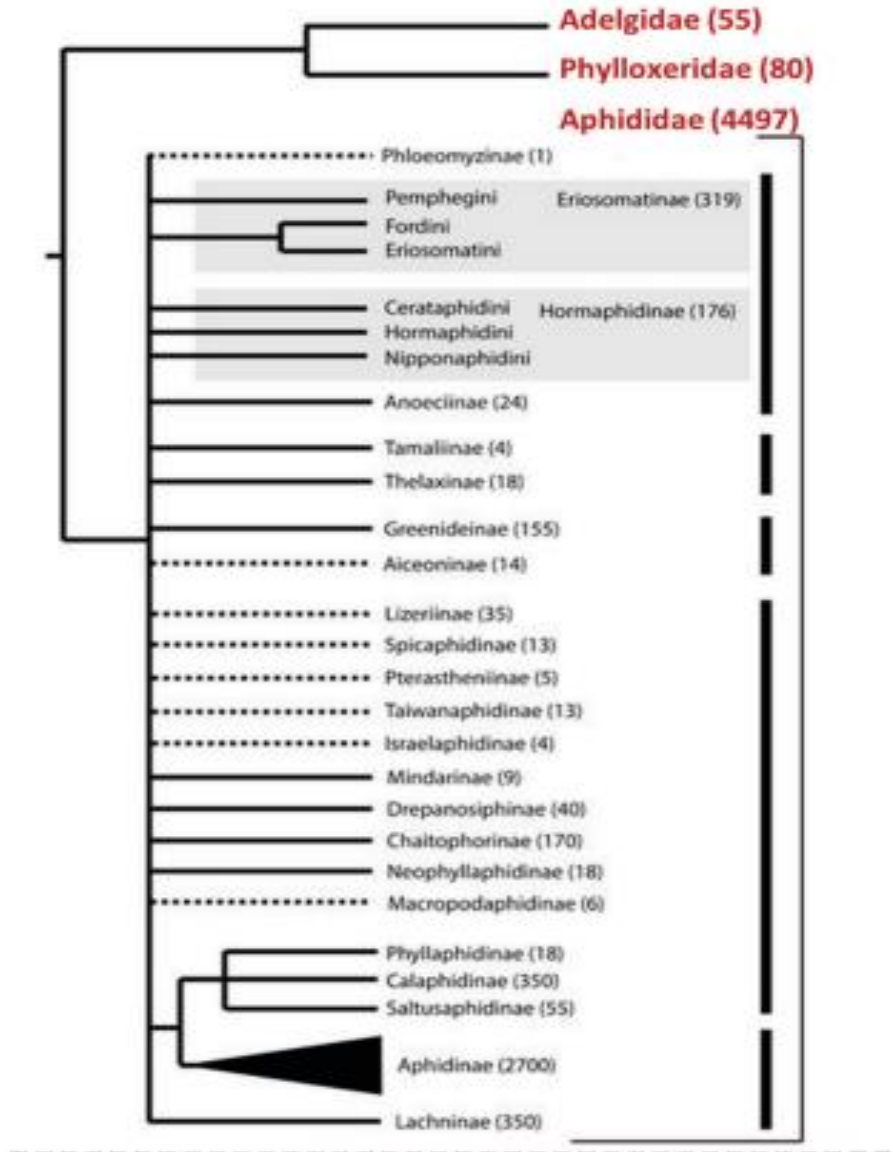 Adelgidae (55)
Phylloxeridae (80)
Aphididae (4497)
Phloeomyzinae (1)
Pemphegini
Eriosomatinae (319)
Fordini
Eriosomatini
Cerataphidini
Hormaphidinae (176)
Hormaphidini
Nipponaphidini
Anoeciinae (24)
Tamaliinae (4)
Thelaxinae (18)
Greenideinae (155)
Aiceoninae (14)
Lizeriinae (35)
Spicaphidinae (13)
Pterastheniinae (5)
Taiwanaphidinae (13)
Israelaphidinae (4)
Mindarinae (9)
Drepanosiphinae (40)
Chaitophorinae (170)
Neophyllaphidinae (18)
Macropodaphidinae (6)
Phyllaphidinae (18)
Calaphidinae (350)
Saltusaphidinae (55)
Aphidinae (2700)
Lachninae (350)